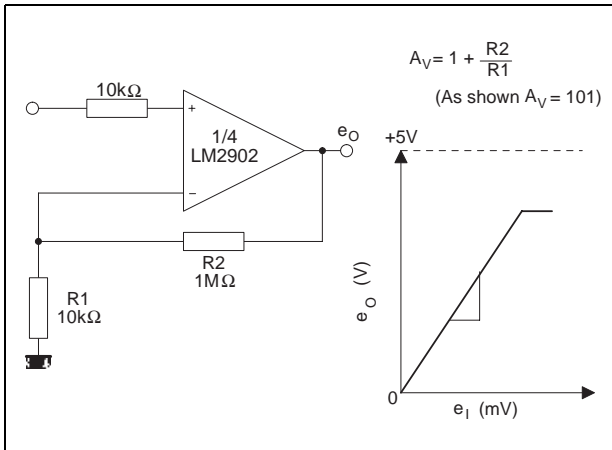 10kΩ
+
1/4
LM2902
−
e_O
R2
1MΩ
R1
10kΩ
A_V = 1 + R2/R1
(As shown A_V = 101)
+5V
e_O (V)
0
e_I (mV)